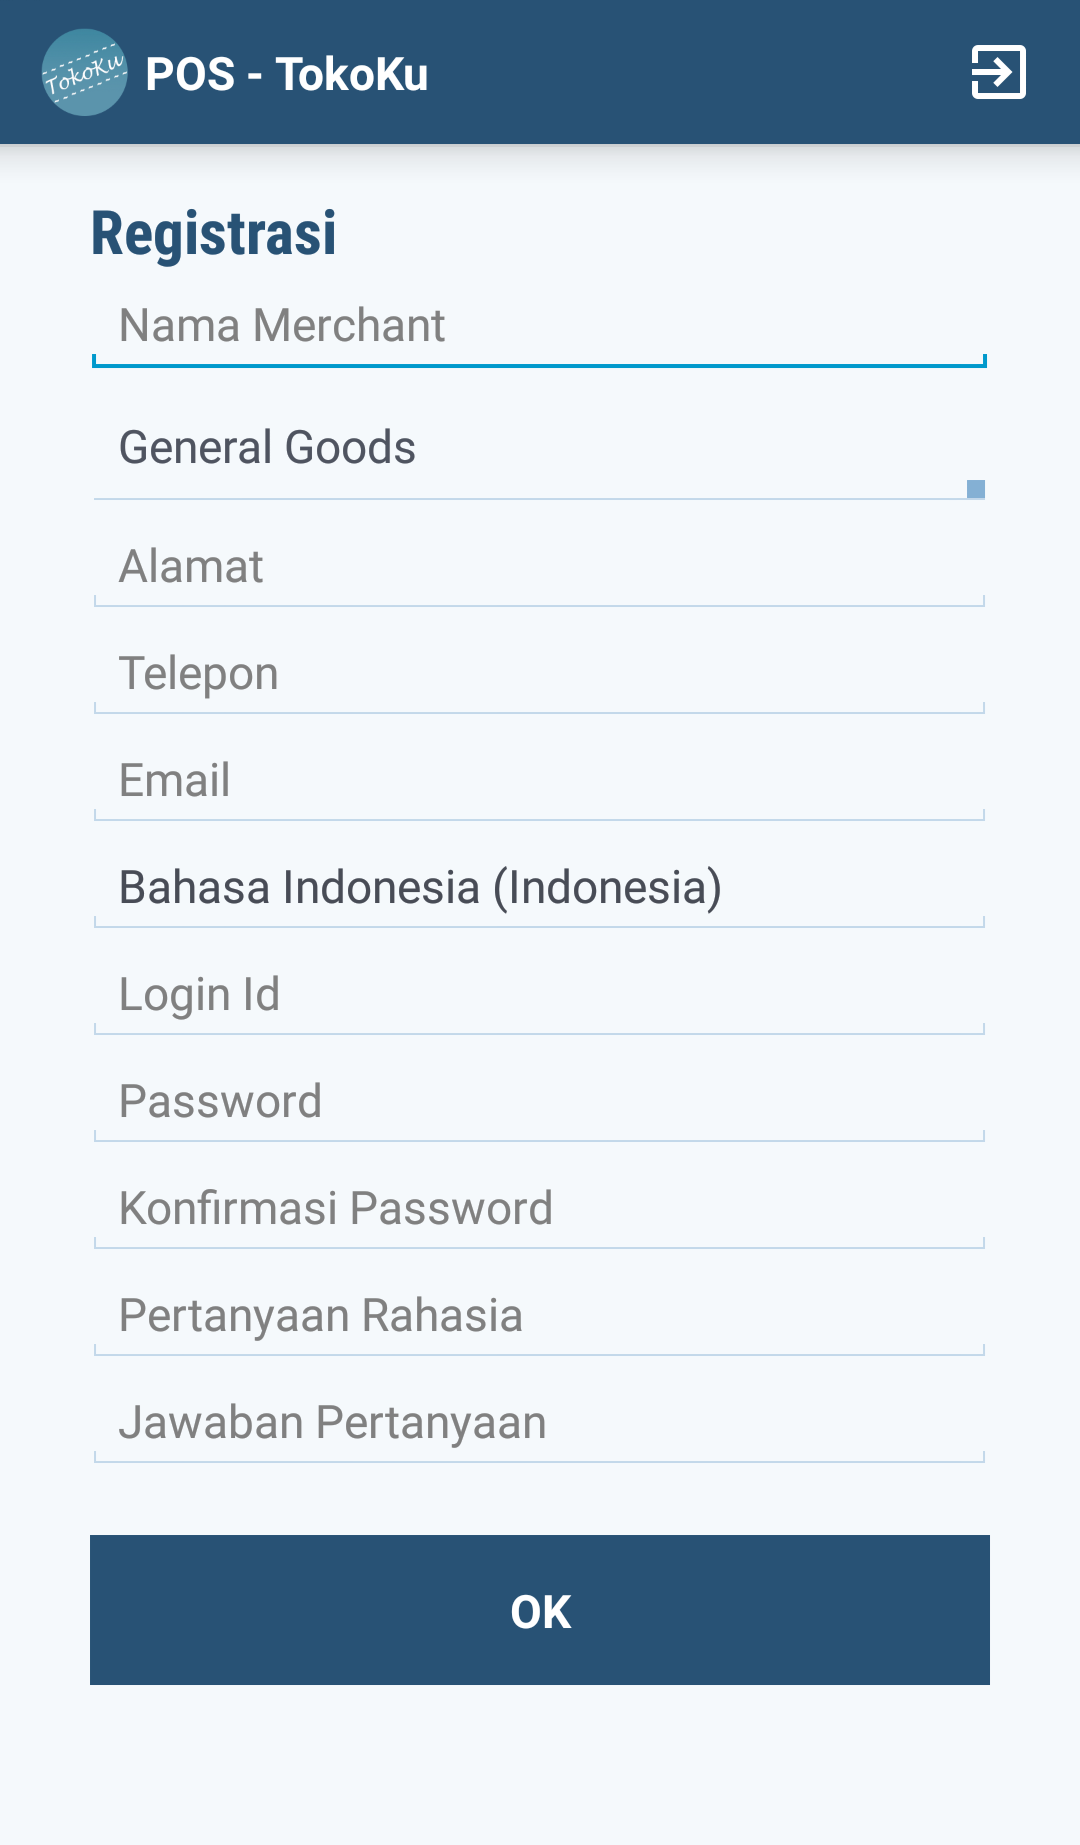 TokoKu
POS - TokoKu
Registrasi
Nama Merchant
General Goods
Alamat
Telepon
Email
Bahasa Indonesia (Indonesia)
Login Id
Password
Konfirmasi Password
Pertanyaan Rahasia
Jawaban Pertanyaan
OK